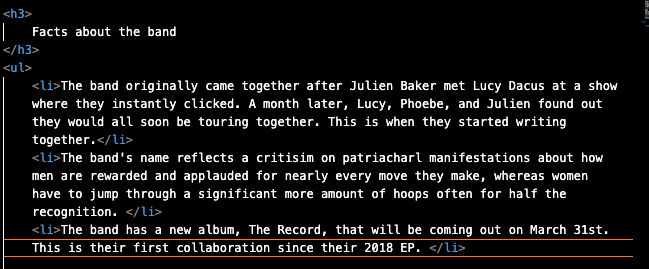 <h3>
Facts about the band
</h3>
<ul>
<li>The band originally came together after Julien Baker met Lucy Dacus at a show
where they instantly clicked. A month later, Lucy, Phoebe, and Julien found out
they would all soon be touring together. This is when they started writing
together.</li>
<li>The band's name reflects a critisim on patriacharl manifestations about how
men are rewarded and applauded for nearly every move they make, whereas women
have to jump through a significant more amount of hoops often for half the
recognition. </li>
<li>The band has a new album, The Record, that will be coming out on March 31st.
This is their first collaboration since their 2018 EP. </li>